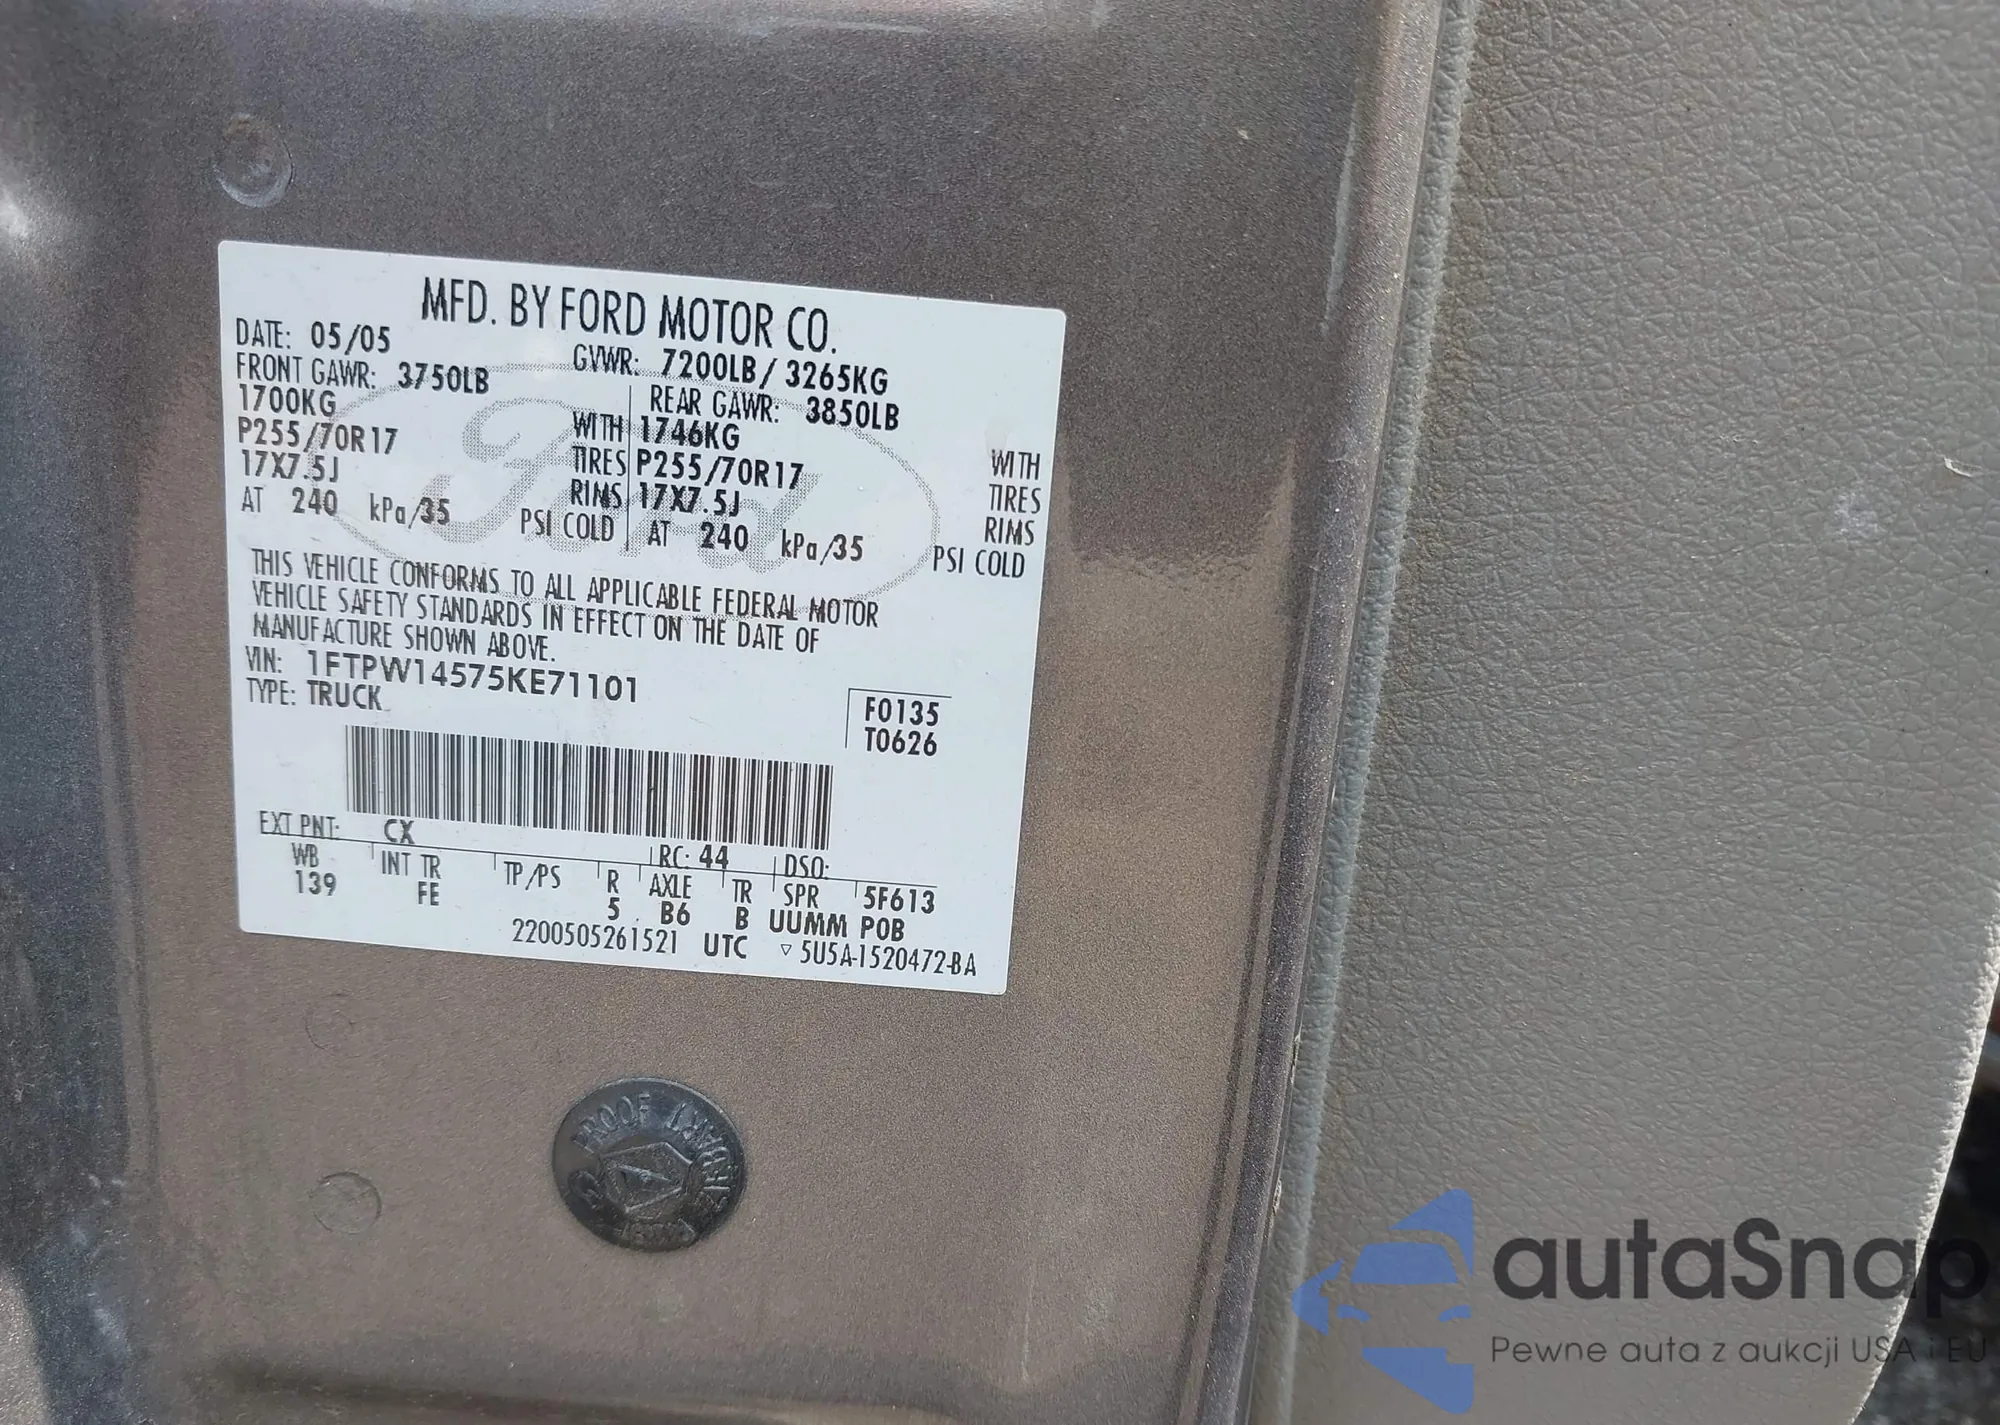 MFD. BY FORD MOTOR CO.
DATE: 05/05 GVWR: 7200LB / 3265KG
FRONT GAWR: 3750LB REAR GAWR: 3850LB
1700KG WITH 1746KG WITH
P255/70R17 TIRES P255/70R17 TIRES
17X7.5J RIMS 17X7.5J RIMS
AT 240 kPa/35 PSI COLD AT 240 kPa/35 PSI COLD
Ford
THIS VEHICLE CONFORMS TO ALL APPLICABLE FEDERAL MOTOR
VEHICLE SAFETY STANDARDS IN EFFECT ON THE DATE OF
MANUFACTURE SHOWN ABOVE.
VIN: 1FTPW14575KE71101
TYPE: TRUCK
F0135
T0626
EXT PNT: CX RC: 44 DSO:
WB INT TR TP/PS R AXLE TR SPR 5F613
139 FE 5 B6 B UUMM POB
2200505261521 UTC ▽ 5U5A-1520472-BA
PROOF
autaSnap
Pewne auta z aukcji USA i EU